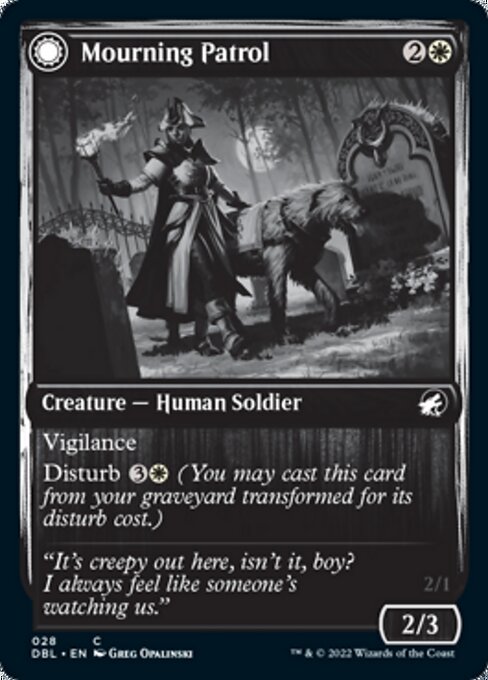 Mourning Patrol 2
Creature — Human Soldier
Vigilance
Disturb 3 (You may cast this card
from your graveyard transformed for its
disturb cost.)
“It’s creepy out here, isn’t it, boy?
I always feel like someone’s
watching us.”
2/1
2/3
028 C
DBL • EN Greg Opalinski
™ & © 2022 Wizards of the Coast